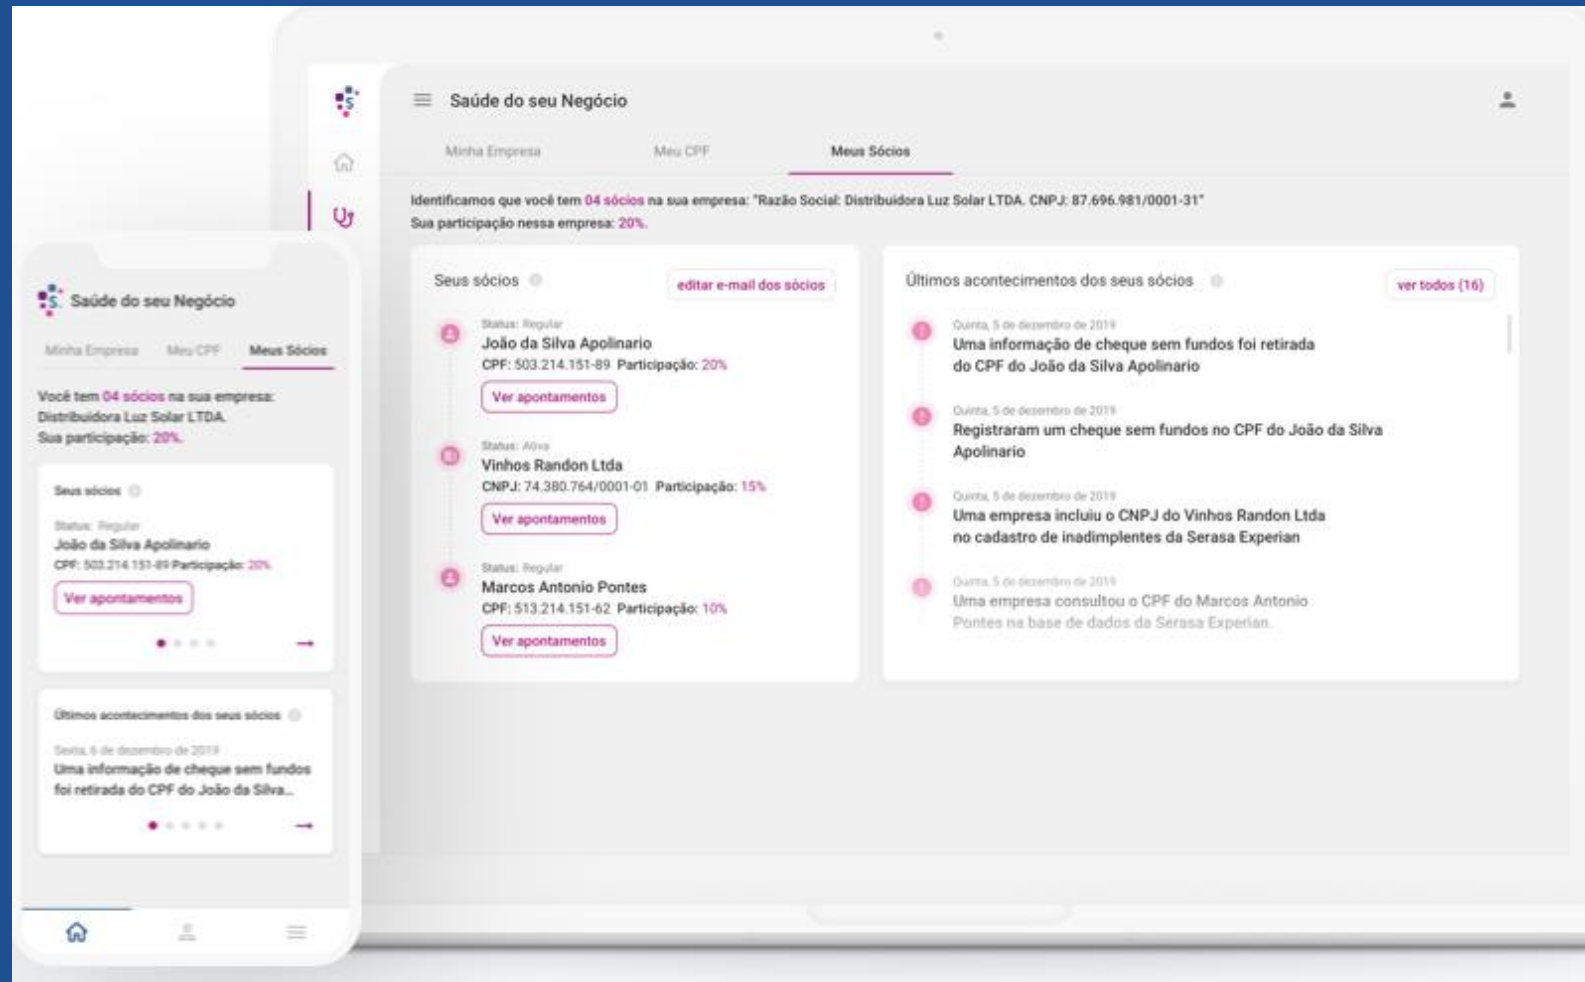 Saúde do seu Negócio
Minha Empresa Meu CPF Meus Sócios
Identificamos que você tem 04 sócios na sua empresa: "Razão Social: Distribuidora Luz Solar LTDA. CNPJ: 87.696.981/0001-31"
Sua participação nessa empresa: 20%.
Seus sócios
editar e-mail dos sócios
Status: Regular
João da Silva Apolinario
CPF: 503.214.151-89 Participação: 20%
Ver apontamentos
Status: Ativa
Vinhos Randon Ltda
CNPJ: 74.380.764/0001-01 Participação: 15%
Ver apontamentos
Status: Regular
Marcos Antonio Pontes
CPF: 513.214.151-62 Participação: 10%
Ver apontamentos
Últimos acontecimentos dos seus sócios
ver todos (16)
Quinta, 5 de dezembro de 2019
Uma informação de cheque sem fundos foi retirada
do CPF do João da Silva Apolinario
Quinta, 5 de dezembro de 2019
Registraram um cheque sem fundos no CPF do João da Silva
Apolinario
Quinta, 5 de dezembro de 2019
Uma empresa incluiu o CNPJ do Vinhos Randon Ltda
no cadastro de inadimplentes da Serasa Experian
Quinta, 5 de dezembro de 2019
Uma empresa consultou o CPF do Marcos Antonio
Pontes na base de dados da Serasa Experian.
Saúde do seu Negócio
Minha Empresa Meu CPF Meus Sócios
Você tem 04 sócios na sua empresa:
Distribuidora Luz Solar LTDA.
Sua participação: 20%.
Seus sócios
Status: Regular
João da Silva Apolinario
CPF: 503.214.151-89 Participação: 20%
Ver apontamentos
Últimos acontecimentos dos seus sócios
Sexta, 6 de dezembro de 2019
Uma informação de cheque sem fundos
foi retirada do CPF do João da Silva...